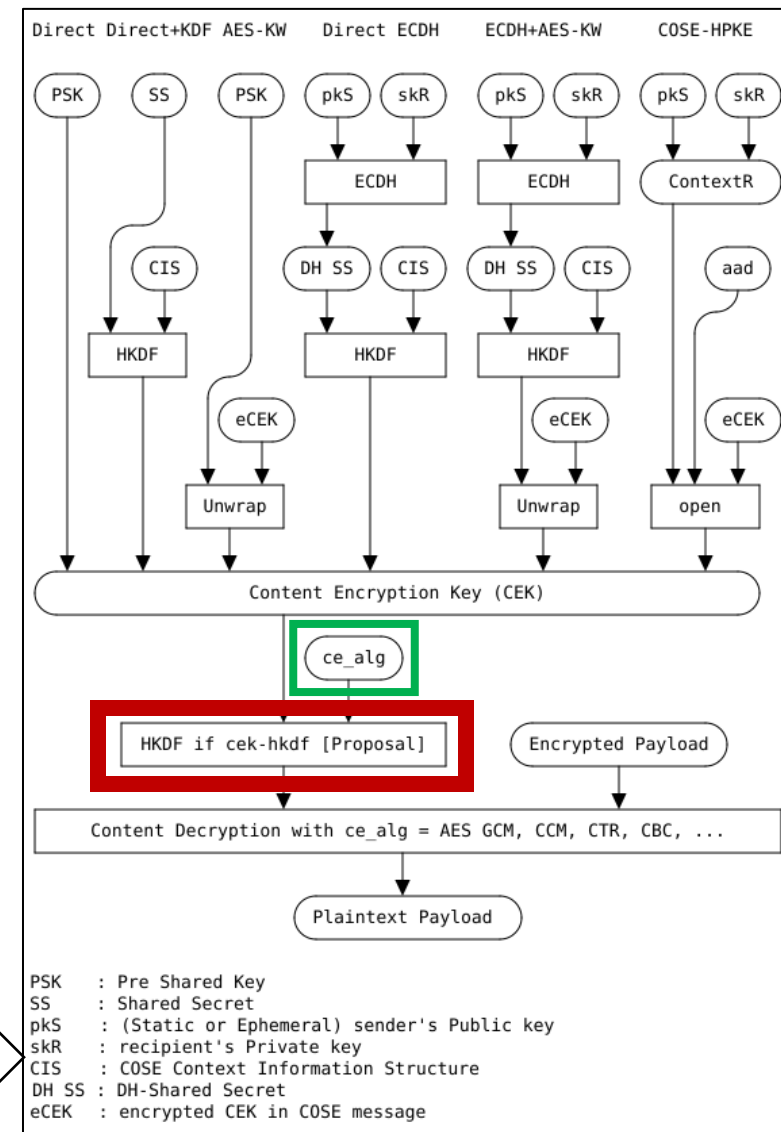 Direct Direct+KDF AES-KW Direct ECDH ECDH+AES-KW COSE-HPKE
PSK SS PSK pkS skR pkS skR pkS skR
ECDH ECDH ContextR
CIS DH SS CIS DH SS CIS aad
HKDF HKDF HKDF
eCEK eCEK eCEK
Unwrap Unwrap open
Content Encryption Key (CEK)
ce_alg
HKDF if cek-hkdf [Proposal] Encrypted Payload
Content Decryption with ce_alg = AES GCM, CCM, CTR, CBC, ...
Plaintext Payload
PSK : Pre Shared Key
SS : Shared Secret
pkS : (Static or Ephemeral) sender's Public key
skR : recipient's Private key
CIS : COSE Context Information Structure
DH SS : DH-Shared Secret
eCEK : encrypted CEK in COSE message